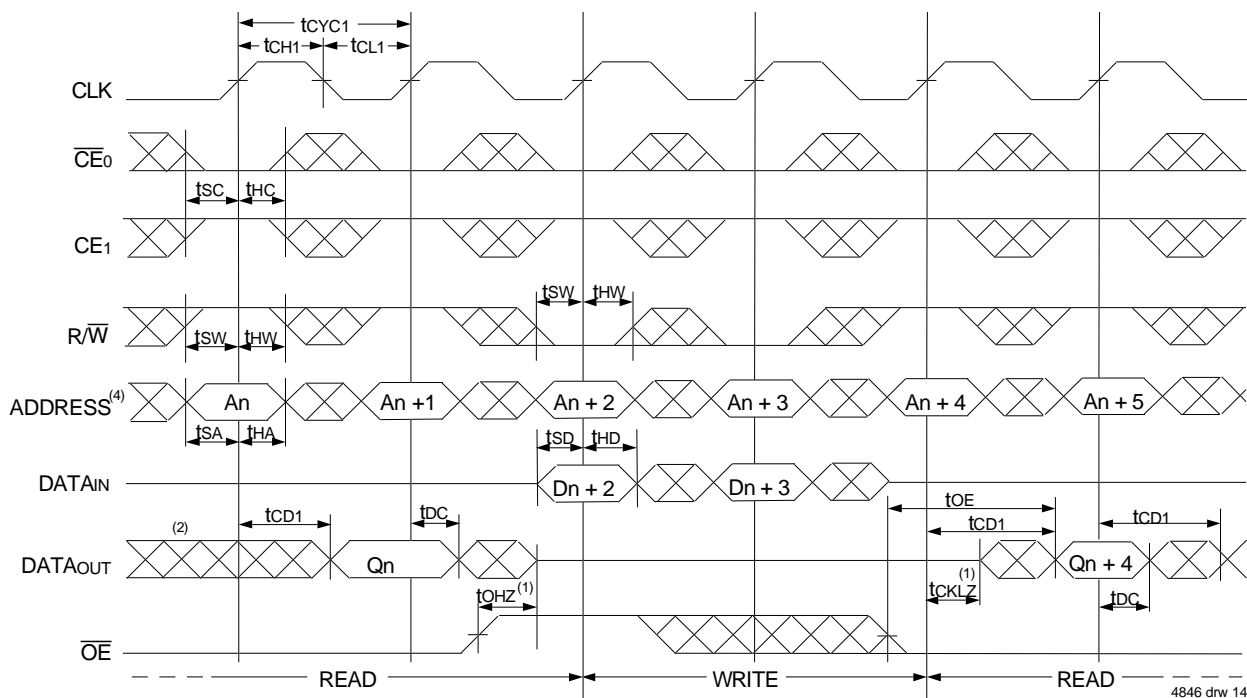 tCYC1
tCH1 tCL1
CLK
CE0
tSC tHC
CE1
tSW tHW
R/W
tSW tHW
ADDRESS(4) An An +1 An + 2 An + 3 An + 4 An + 5
tSA tHA tSD tHD
DATAIN Dn + 2 Dn + 3
tOE
(2) tCD1 tDC tCD1 tCD1
DATAOUT Qn Qn + 4
tOHZ(1) tCKLZ(1) tDC
OE
READ WRITE READ
4846 drw 14